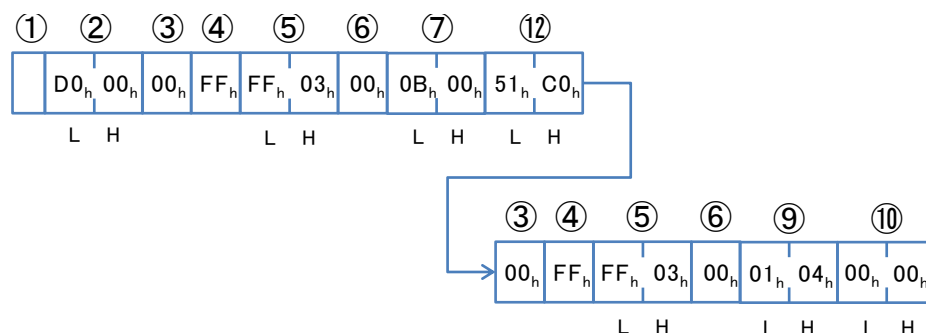 ① ② ③ ④ ⑤ ⑥ ⑦ ⑫
D0h 00h 00h FFh FFh 03h 00h 0Bh 00h 51h C0h
L H L H L H L H
③ ④ ⑤ ⑥ ⑨ ⑩
00h FFh FFh 03h 00h 01h 04h 00h 00h
L H L H L H